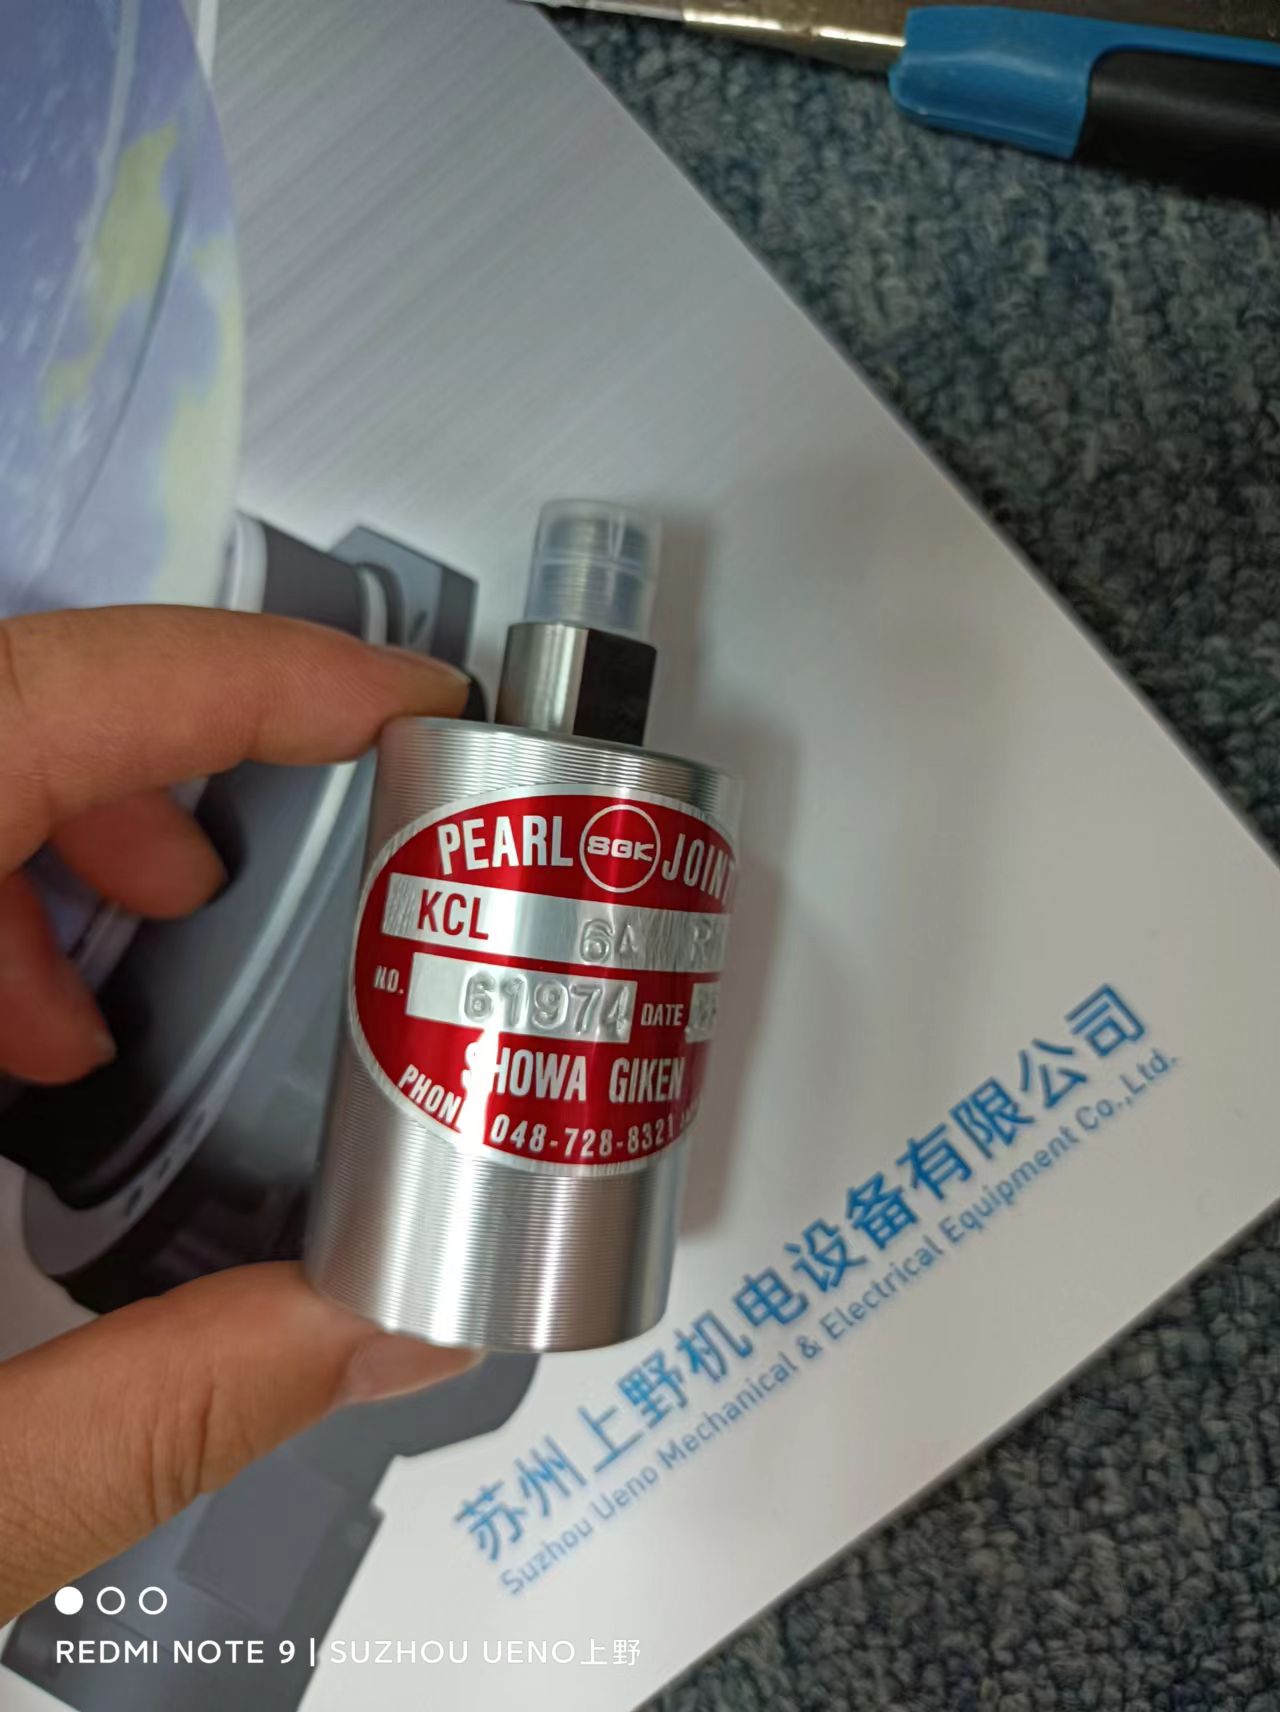 PEARL SGK JOINT
KCL 6A R
NO. 61974 DATE
SHOWA GIKEN
PHON 048-728-8321
苏州上野机电设备有限公司
Suzhou Ueno Mechanical & Electrical Equipment Co.,Ltd.
REDMI NOTE 9 | SUZHOU UENO上野